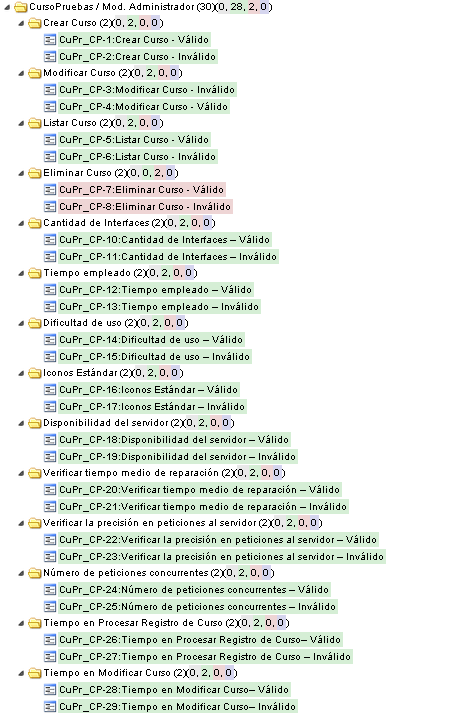 CursoPruebas / Mod. Administrador (30)(0, 28, 2, 0, 0)
Crear Curso (2)(0, 2, 0, 0)
CuPr_CP-1:Crear Curso - Válido
CuPr_CP-2:Crear Curso - Inválido
Modificar Curso (2)(0, 2, 0, 0)
CuPr_CP-3:Modificar Curso - Inválido
CuPr_CP-4:Modificar Curso - Válido
Listar Curso (2)(0, 2, 0, 0)
CuPr_CP-5:Listar Curso - Válido
CuPr_CP-6:Listar Curso - Inválido
Eliminar Curso (2)(0, 0, 2, 0)
CuPr_CP-7:Eliminar Curso - Válido
CuPr_CP-8:Eliminar Curso - Inválido
Cantidad de Interfaces (2)(0, 2, 0, 0)
CuPr_CP-10:Cantidad de Interfaces – Válido
CuPr_CP-11:Cantidad de Interfaces – Inválido
Tiempo empleado (2)(0, 2, 0, 0)
CuPr_CP-12:Tiempo empleado – Válido
CuPr_CP-13:Tiempo empleado – Inválido
Dificultad de uso (2)(0, 2, 0, 0)
CuPr_CP-14:Dificultad de uso – Válido
CuPr_CP-15:Dificultad de uso – Inválido
Iconos Estándar (2)(0, 2, 0, 0)
CuPr_CP-16:Iconos Estándar – Válido
CuPr_CP-17:Iconos Estándar – Inválido
Disponibilidad del servidor (2)(0, 2, 0, 0)
CuPr_CP-18:Disponibilidad del servidor – Válido
CuPr_CP-19:Disponibilidad del servidor – Inválido
Verificar tiempo medio de reparación (2)(0, 2, 0, 0)
CuPr_CP-20:Verificar tiempo medio de reparación – Válido
CuPr_CP-21:Verificar tiempo medio de reparación – Inválido
Verificar la precisión en peticiones al servidor (2)(0, 2, 0, 0)
CuPr_CP-22:Verificar la precisión en peticiones al servidor – Válido
CuPr_CP-23:Verificar la precisión en peticiones al servidor – Inválido
Número de peticiones concurrentes (2)(0, 2, 0, 0)
CuPr_CP-24:Número de peticiones concurrentes – Válido
CuPr_CP-25:Número de peticiones concurrentes – Inválido
Tiempo en Procesar Registro de Curso (2)(0, 2, 0, 0)
CuPr_CP-26:Tiempo en Procesar Registro de Curso– Válido
CuPr_CP-27:Tiempo en Procesar Registro de Curso – Inválido
Tiempo en Modificar Curso (2)(0, 2, 0, 0)
CuPr_CP-28:Tiempo en Modificar Curso– Válido
CuPr_CP-29:Tiempo en Modificar Curso– Inválido